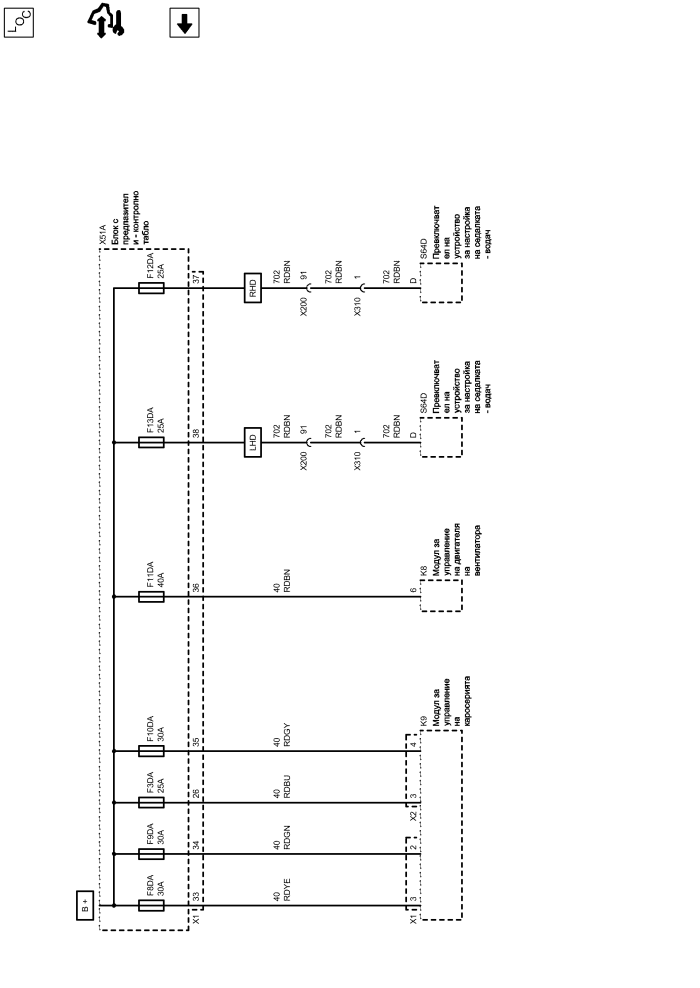 LOC
X51A
Блок с
предпазител
и - контролно
табло
B +
F8DA
30A
F9DA
30A
F3DA
25A
F10DA
30A
F11DA
40A
F13DA
25A
F12DA
25A
X1
33
34
26
35
36
38
37
LHD
RHD
40
RDYE
40
RDGN
40
RDBU
40
RDGY
40
RDBN
702
RDBN
702
RDBN
X200
91
X200
91
702
RDBN
702
RDBN
X310
1
X310
1
702
RDBN
702
RDBN
X1
3
2
X2
3
4
6
D
D
K9
Модул за
управление
на
каросерията
K8
Модул за
управление
на двигателя
на
вентилатора
S64D
Превключват
ел на
устройство
за настройка
на седалката
- водач
S64D
Превключват
ел на
устройство
за настройка
на седалката
- водач